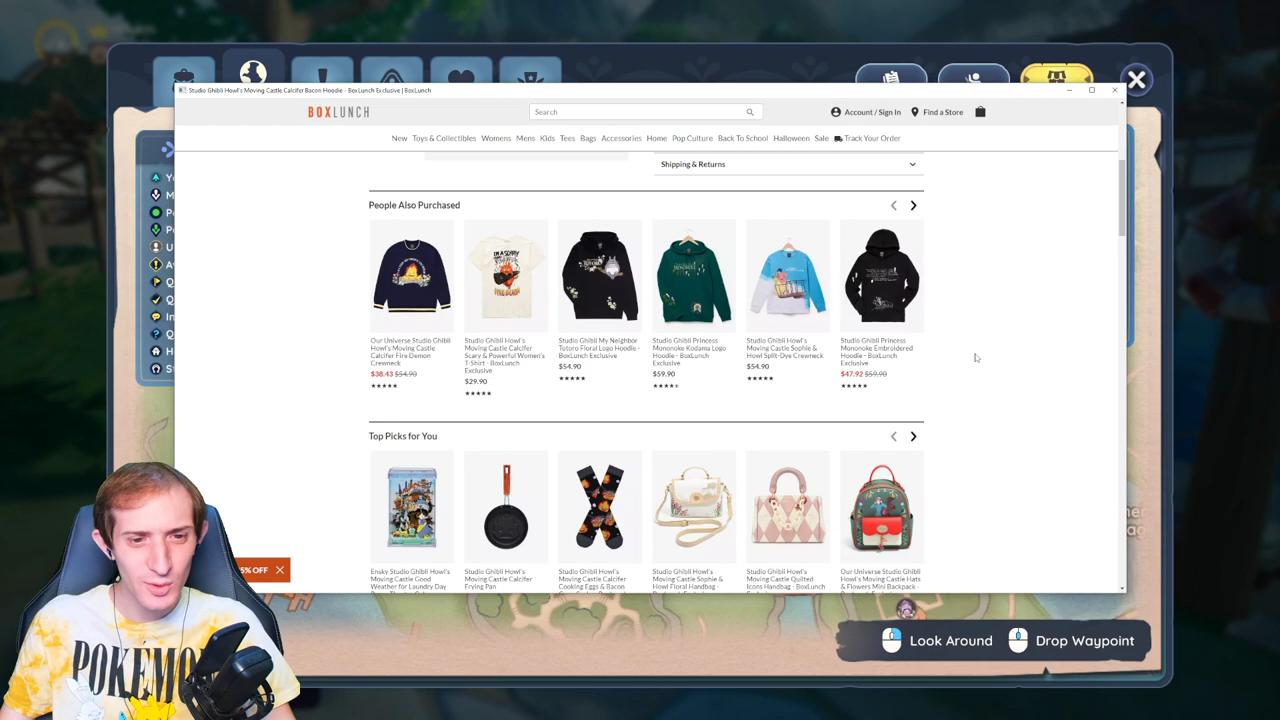 Studio Ghibli Howl's Moving Castle Calcifer Bacon Hoodie - BoxLunch Exclusive | BoxLunch
BOXLUNCH
Search
Account / Sign In
Find a Store
New Toys & Collectibles Womens Mens Kids Tees Bags Accessories Home Pop Culture Back To School Halloween Sale Track Your Order
Shipping & Returns
People Also Purchased
Our Universe Studio Ghibli
Howl's Moving Castle
Calcifer Fire Demon
Crewneck
$38.43 $54.90
Studio Ghibli Howl's
Moving Castle Calcifer
Scary & Powerful Women's
T-Shirt - BoxLunch
Exclusive
$29.90
Studio Ghibli My Neighbor
Totoro Floral Logo Hoodie -
BoxLunch Exclusive
$54.90
Studio Ghibli Princess
Mononoke Kodama Logo
Hoodie - BoxLunch
Exclusive
$59.90
Studio Ghibli Howl's
Moving Castle Sophie &
Howl Split-Dye Crewneck
$54.90
Studio Ghibli Princess
Mononoke Embroidered
Hoodie - BoxLunch
Exclusive
$47.92 $59.90
Top Picks for You
Ensky Studio Ghibli Howl's
Moving Castle Good
Weather for Laundry Day
Studio Ghibli Howl's
Moving Castle Calcifer
Frying Pan
Studio Ghibli Howl's
Moving Castle Calcifer
Cooking Eggs & Bacon
Studio Ghibli Howl's
Moving Castle Sophie &
Howl Floral Handbag -
Studio Ghibli Howl's
Moving Castle Quilted
Icons Handbag - BoxLunch
Our Universe Studio Ghibli
Howl's Moving Castle Hats
& Flowers Mini Backpack -
5% OFF
POKÉMO
Look Around
Drop Waypoint